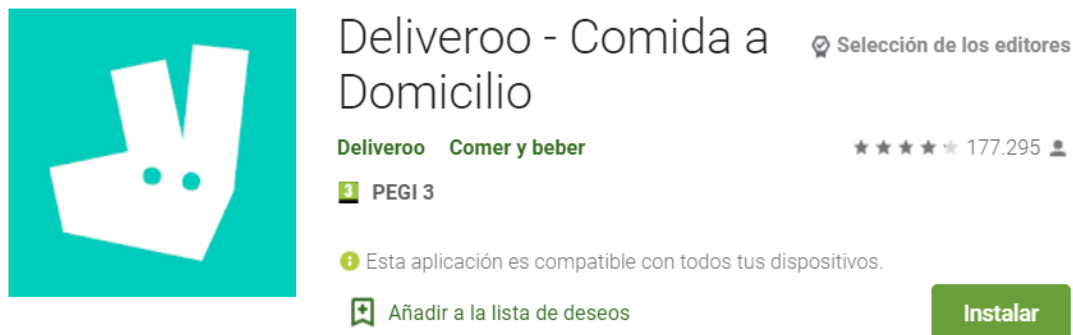 Deliveroo - Comida a
Domicilio
Selección de los editores
Deliveroo Comer y beber
177.295
3 PEGI 3
Esta aplicación es compatible con todos tus dispositivos.
Añadir a la lista de deseos
Instalar